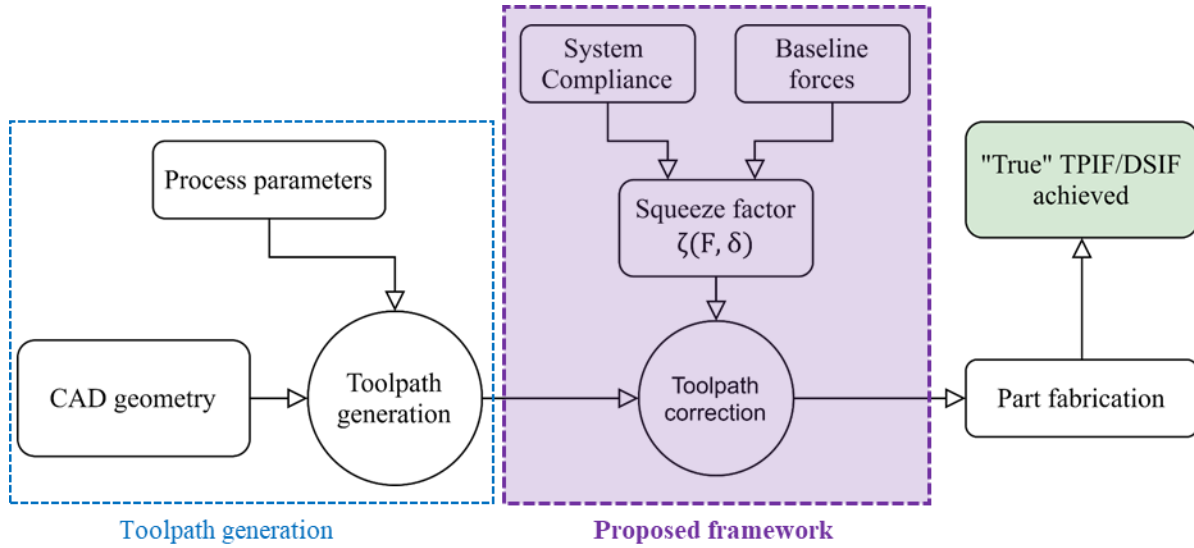 System
Compliance
Baseline
forces
Process parameters
Squeeze factor
ζ(F, δ)
"True" TPIF/DSIF
achieved
CAD geometry
Toolpath
generation
Toolpath
correction
Part fabrication
Toolpath generation
Proposed framework